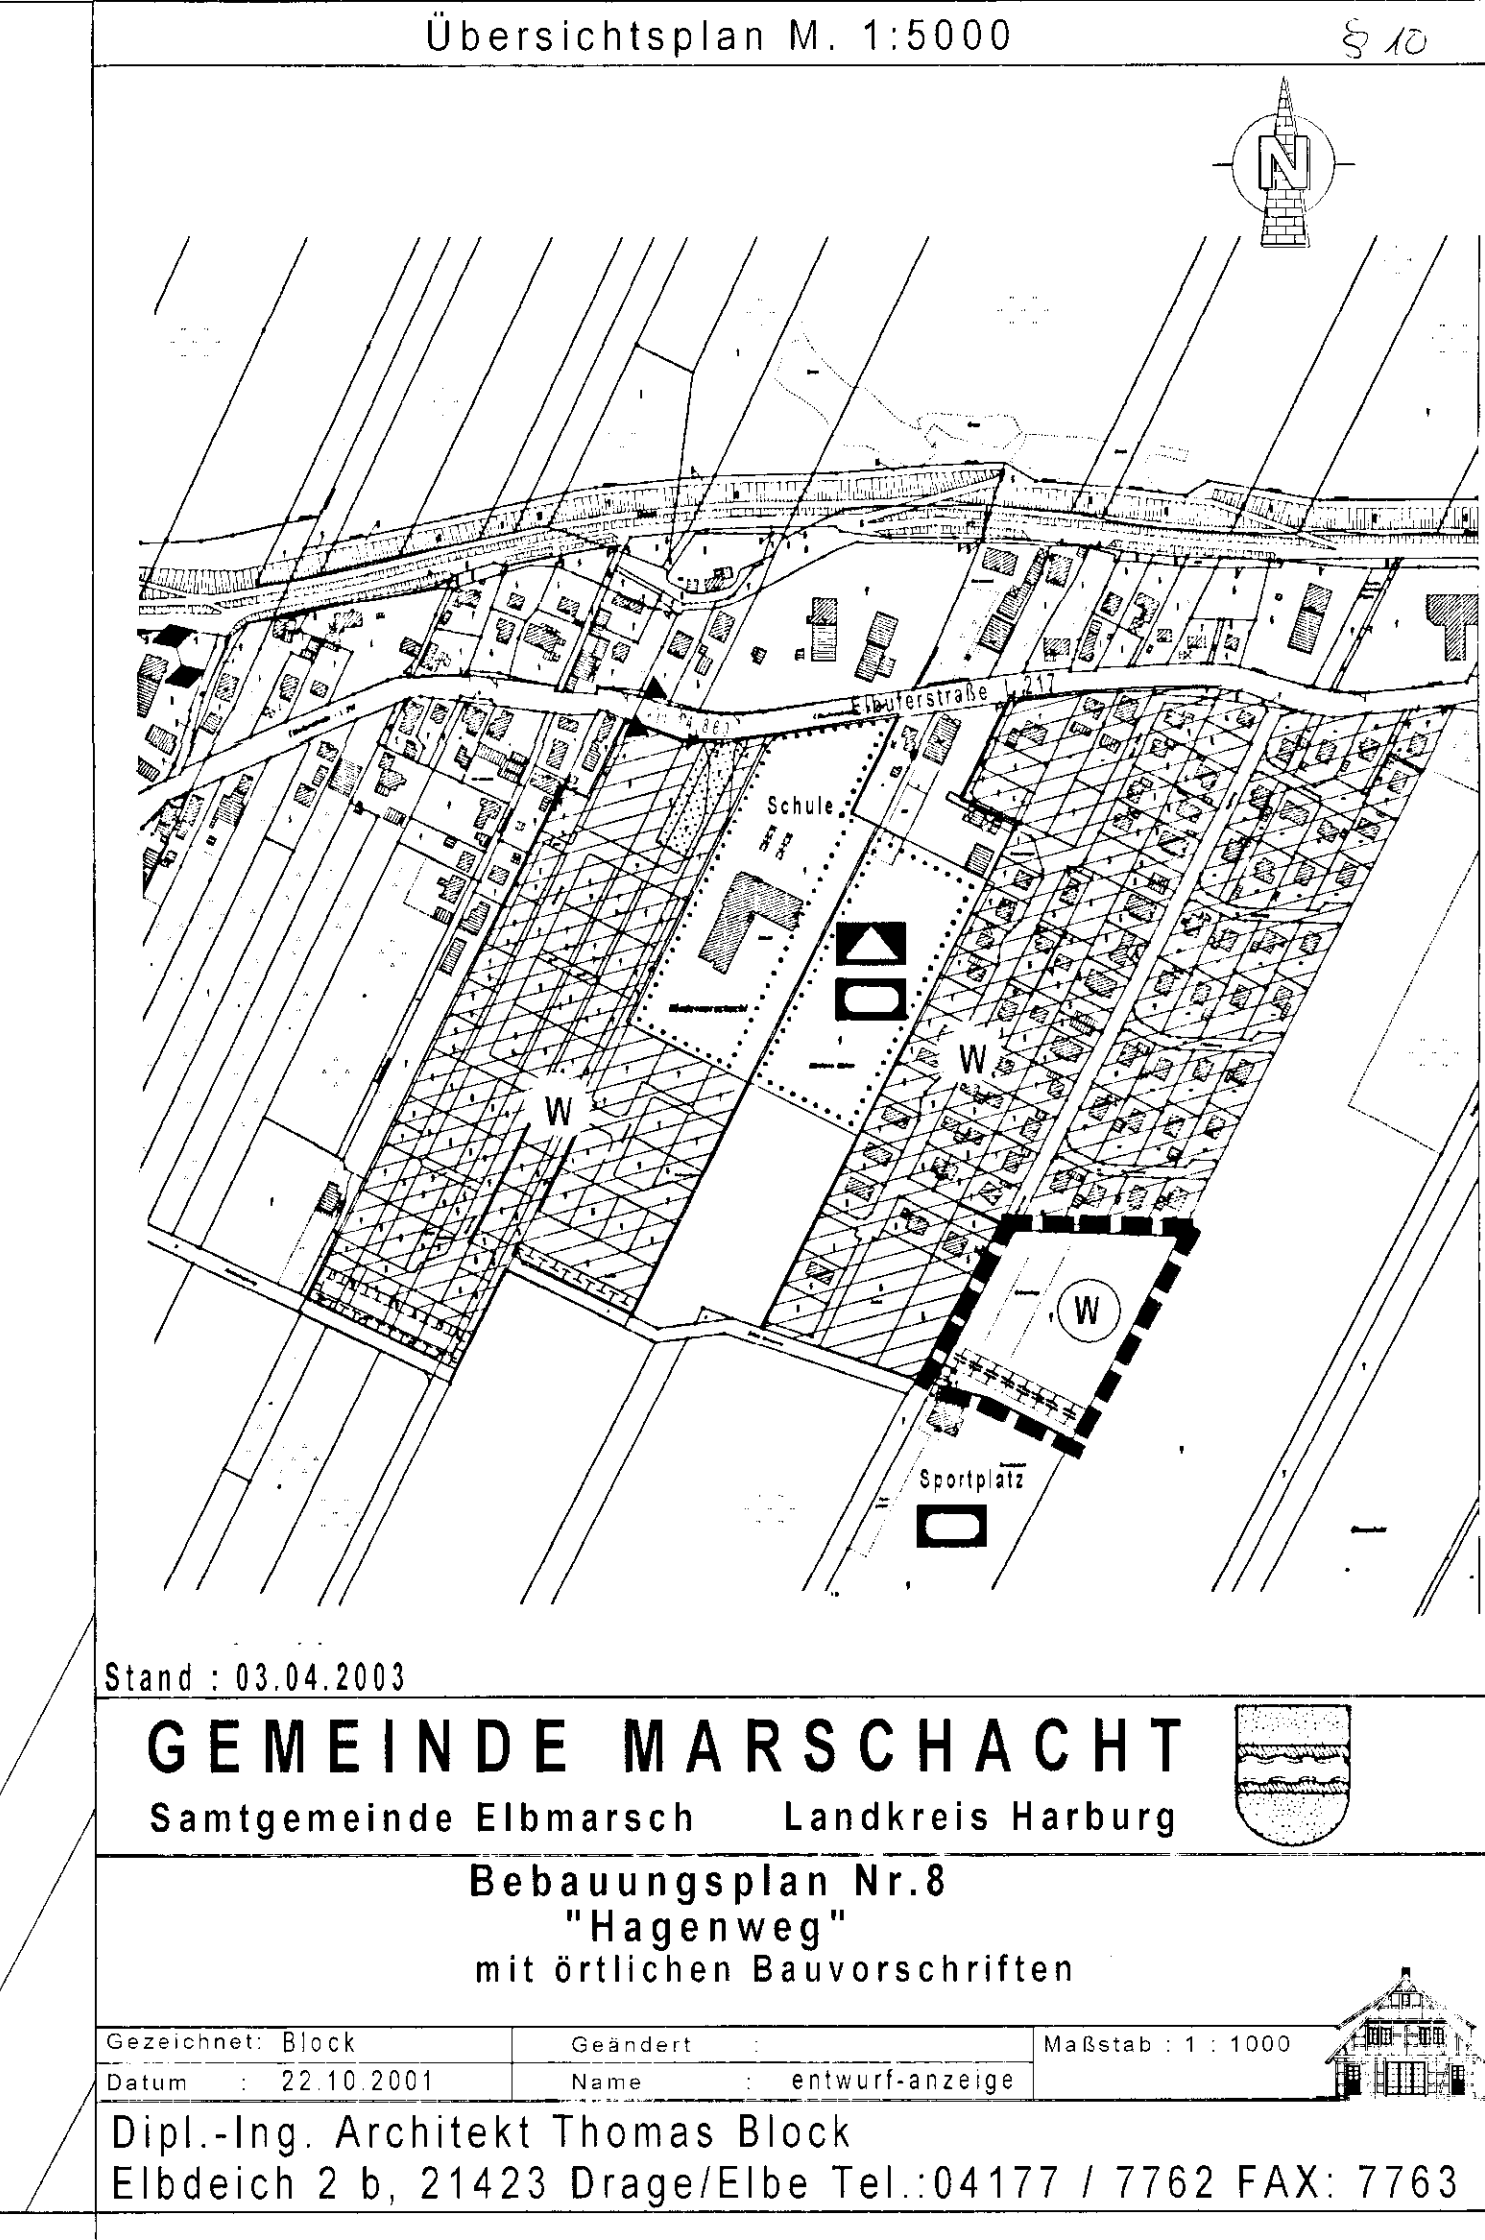 Übersichtsplan M. 1:5000
§ 10
N
Elbuferstraße L 217
Schule
W
W
W
Sportplatz
Stand : 03.04.2003
GEMEINDE MARSCHACHT
Samtgemeinde Elbmarsch Landkreis Harburg
Bebauungsplan Nr.8
"Hagenweg"
mit örtlichen Bauvorschriften
Gezeichnet: Block Geändert : Maßstab : 1 : 1000
Datum : 22.10.2001 Name : entwurf-anzeige
Dipl.-Ing. Architekt Thomas Block
Elbdeich 2 b, 21423 Drage/Elbe Tel.:04177 / 7762 FAX: 7763